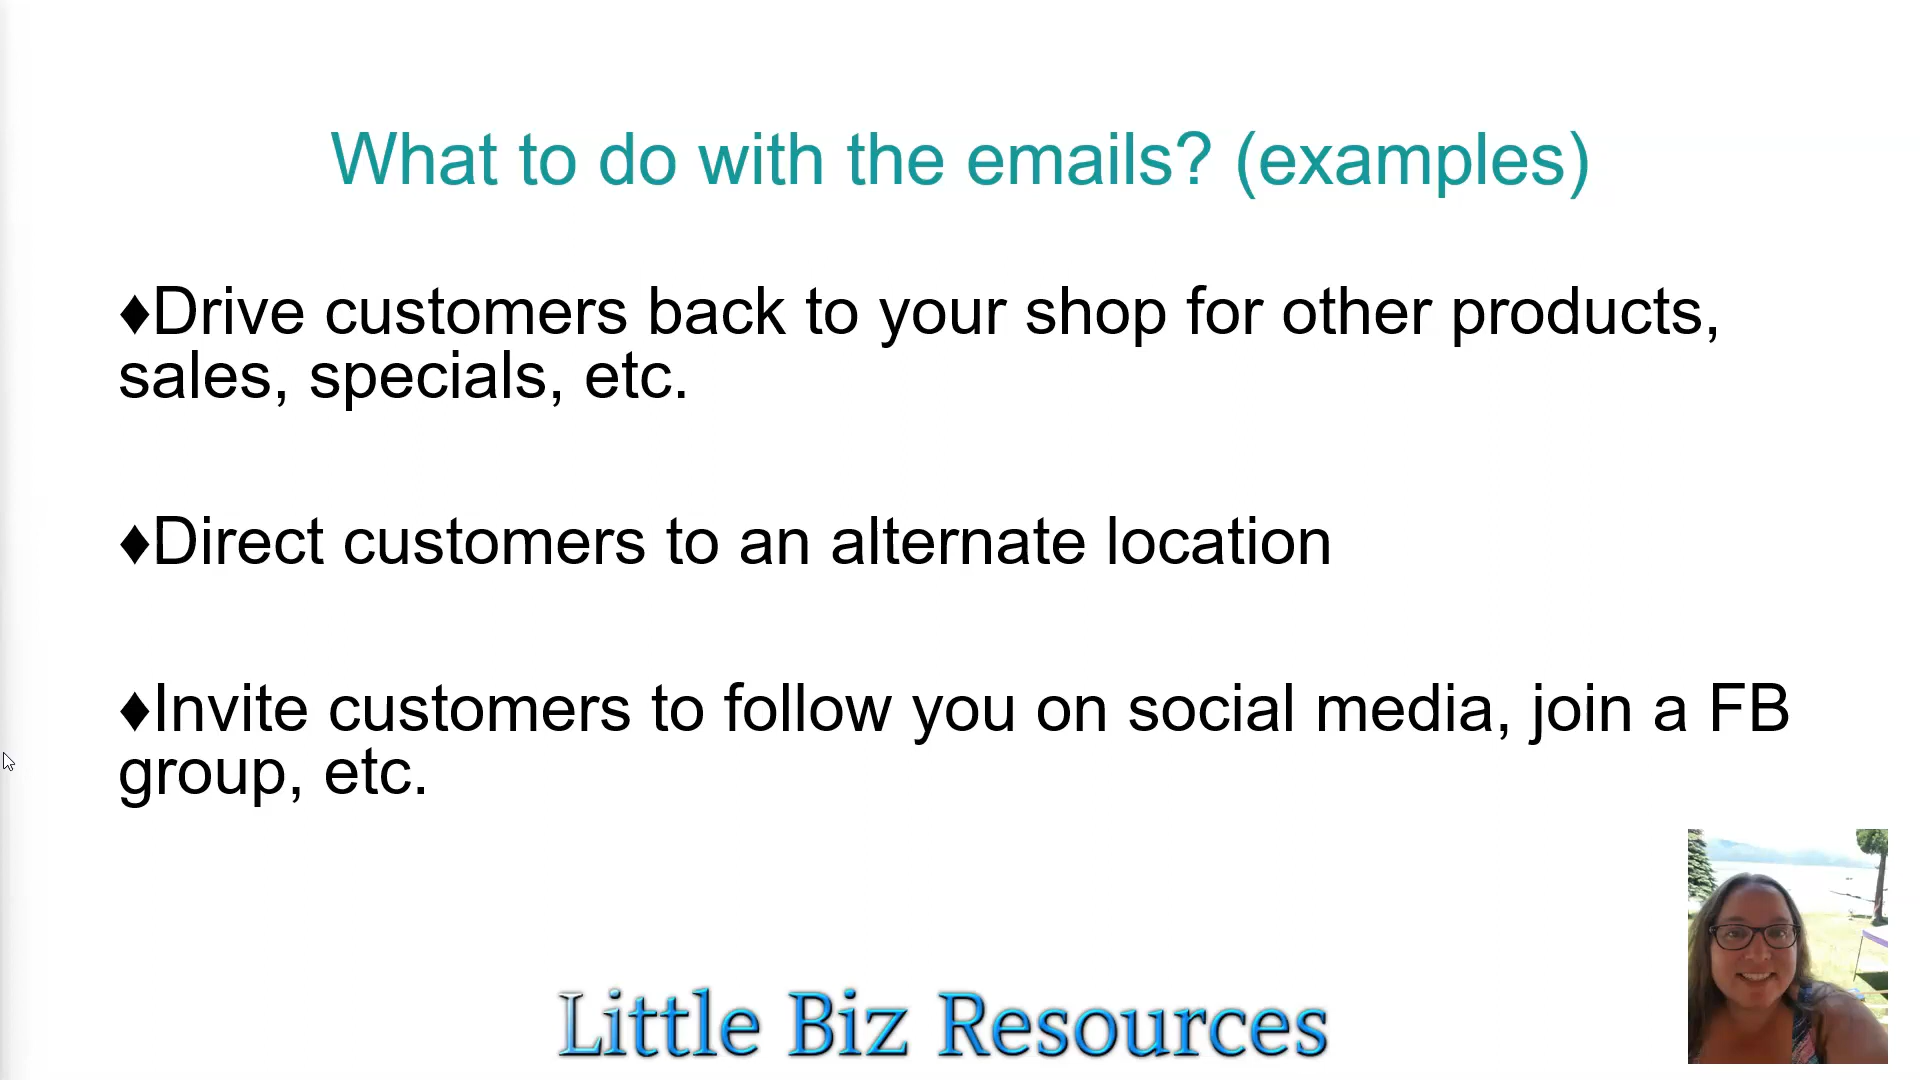 What to do with the emails? (examples)
♦Drive customers back to your shop for other products,
sales, specials, etc.
♦Direct customers to an alternate location
♦Invite customers to follow you on social media, join a FB
group, etc.
Little Biz Resources